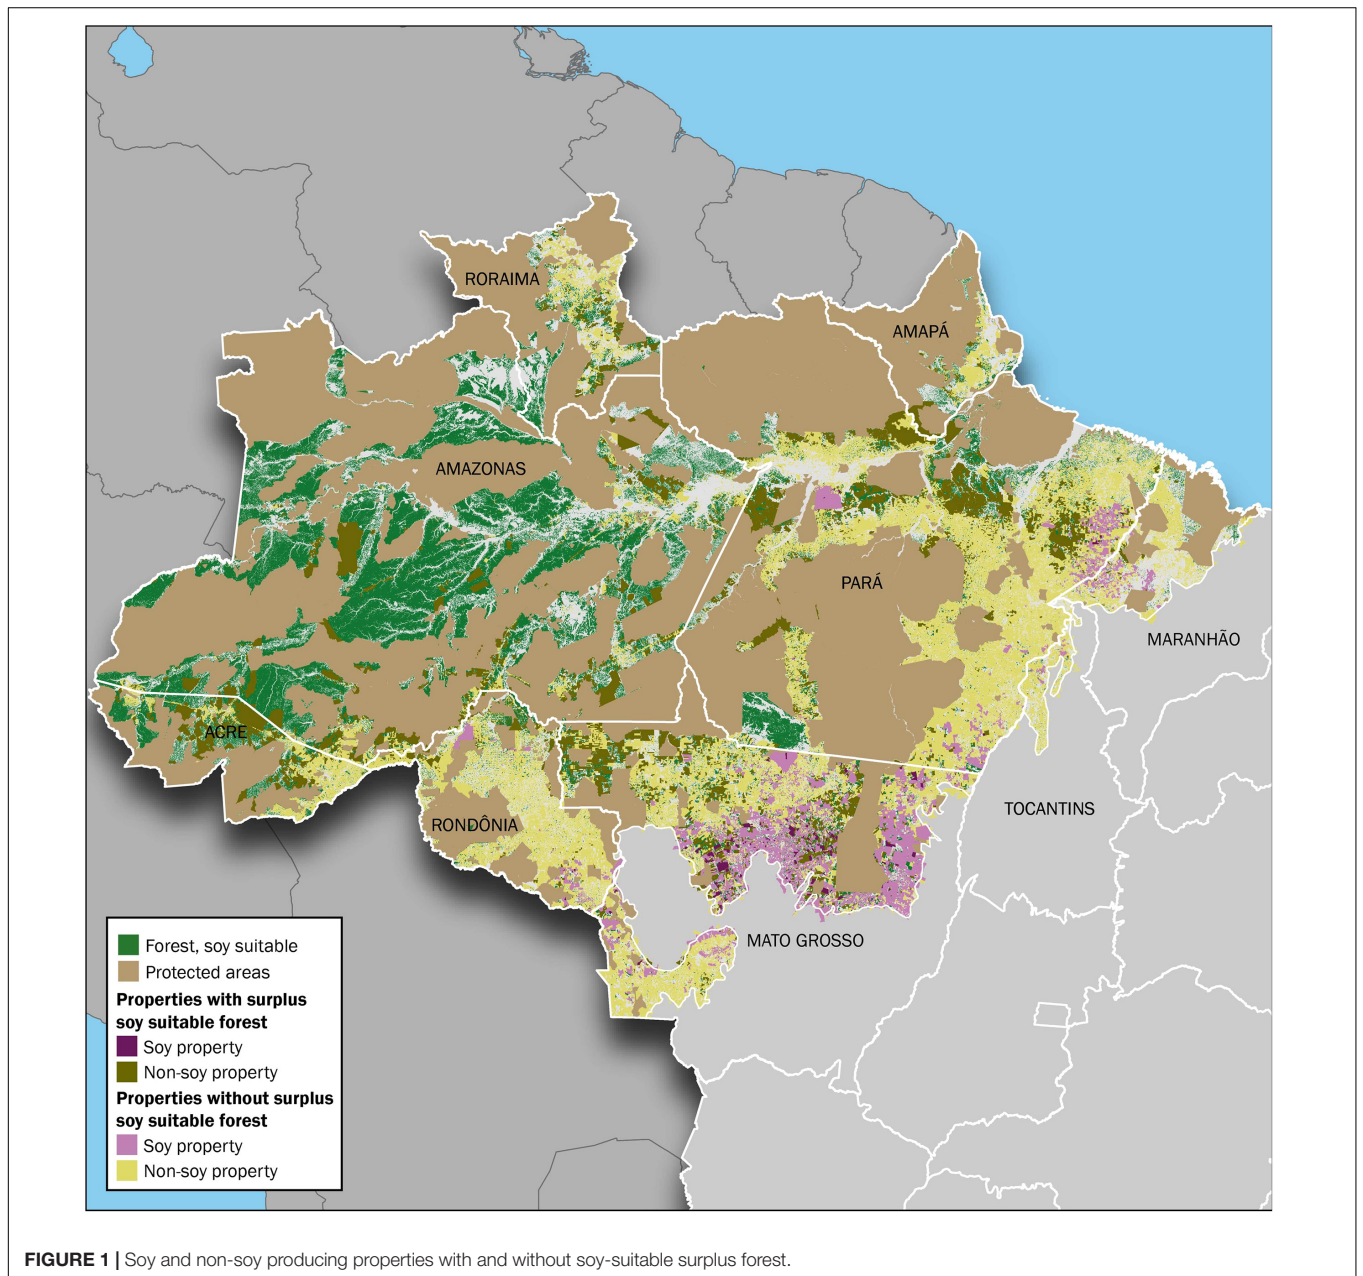 RORAIMA
AMAPÁ
AMAZONAS
PARÁ
MARANHÃO
ACRE
TOCANTINS
RONDÔNIA
MATO GROSSO
Forest, soy suitable
Protected areas
Properties with surplus
soy suitable forest
Soy property
Non-soy property
Properties without surplus
soy suitable forest
Soy property
Non-soy property
FIGURE 1 | Soy and non-soy producing properties with and without soy-suitable surplus forest.